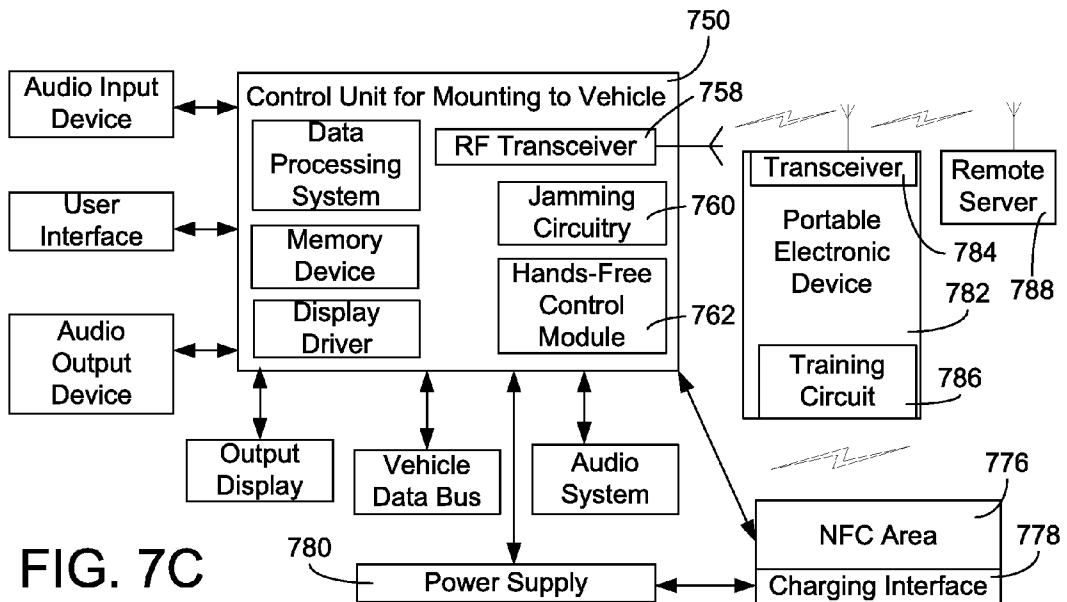 750
Audio Input
Device
Control Unit for Mounting to Vehicle
758
Data
Processing
System
RF Transceiver
Transceiver
Remote
Server
User
Interface
Jamming
Circuitry
760
Portable
Electronic
Device
784
788
Memory
Device
Hands-Free
Control
Module
762
782
Audio
Output
Device
Display
Driver
Training
Circuit
786
Output
Display
Vehicle
Data Bus
Audio
System
776
NFC Area
778
Charging Interface
780
Power Supply
FIG. 7C